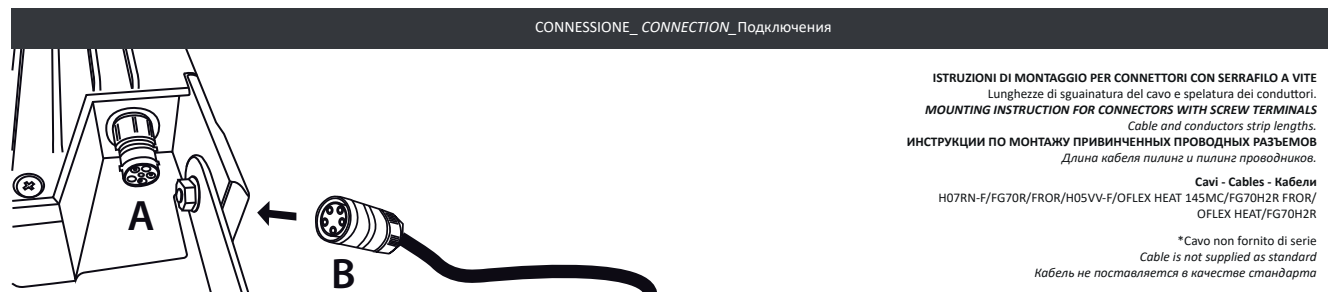 CONNESSIONE_ CONNECTION_Подключения
ISTRUZIONI DI MONTAGGIO PER CONNETTORI CON SERRAFILO A VITE
Lunghezze di sguainatura del cavo e spelatura dei conduttori.
MOUNTING INSTRUCTION FOR CONNECTORS WITH SCREW TERMINALS
Cable and conductors strip lengths.
ИНСТРУКЦИИ ПО МОНТАЖУ ПРИВИНЧЕННЫХ ПРОВОДНЫХ РАЗЪЕМОВ
Длина кабеля пилинг и пилинг проводников.
Cavi - Cables - Кабели
H07RN-F/FG70R/FROR/H05VV-F/OFLEX HEAT 145MC/FG70H2R FROR/
OFLEX HEAT/FG70H2R
*Cavo non fornito di serie
Cable is not supplied as standard
Кабель не поставляется в качестве стандарта
A
B